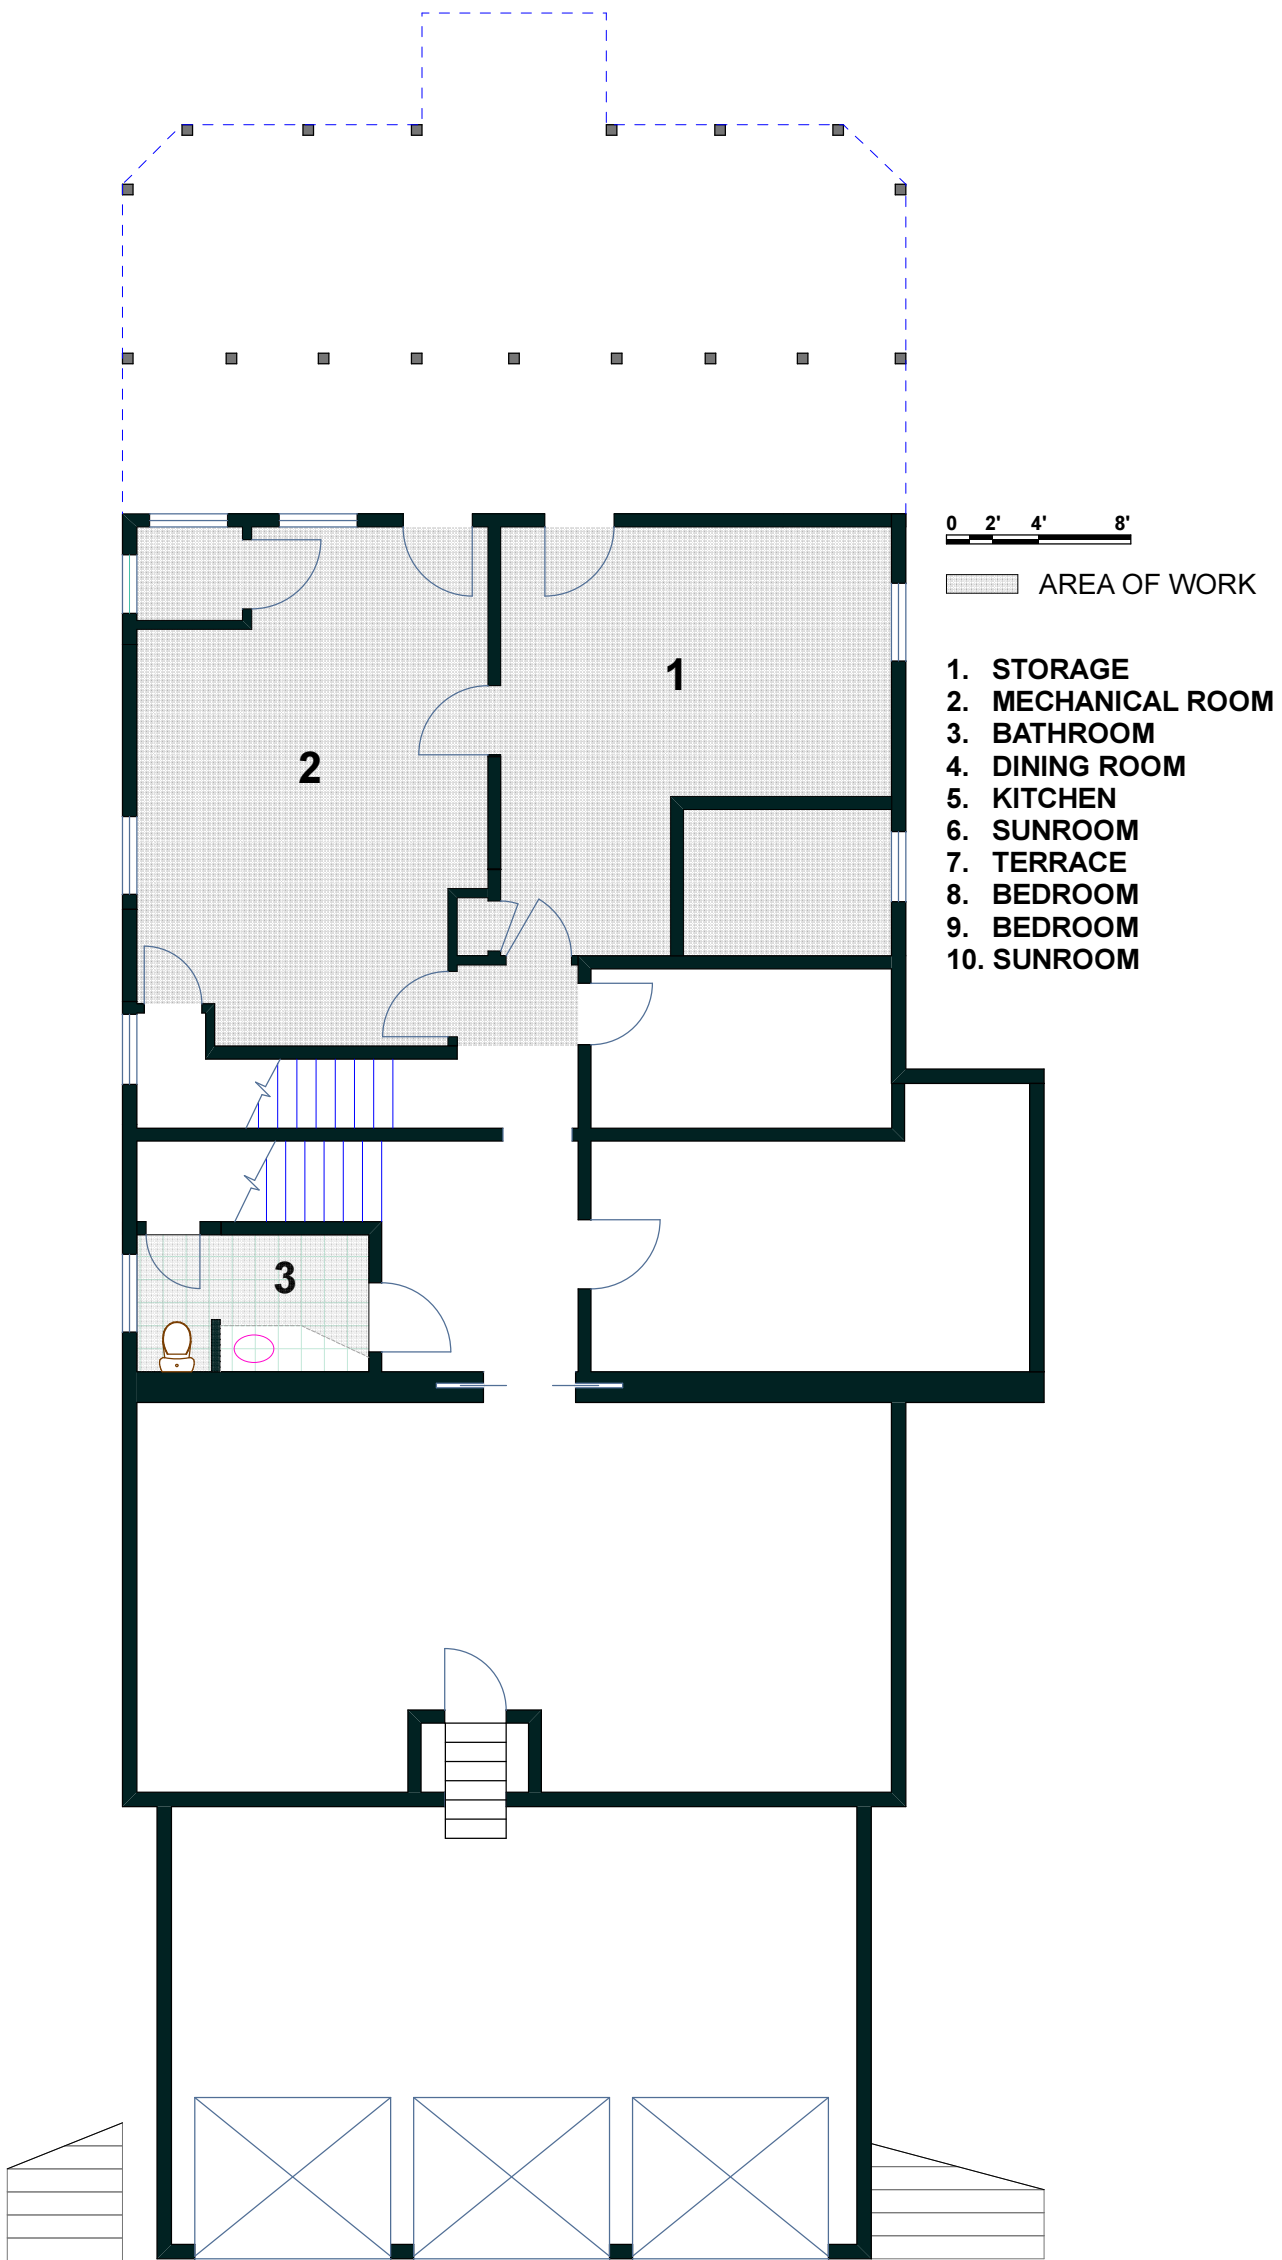 0 2' 4' 8'
AREA OF WORK
1
1. STORAGE
2. MECHANICAL ROOM
3. BATHROOM
4. DINING ROOM
5. KITCHEN
6. SUNROOM
7. TERRACE
8. BEDROOM
9. BEDROOM
10. SUNROOM
2
3